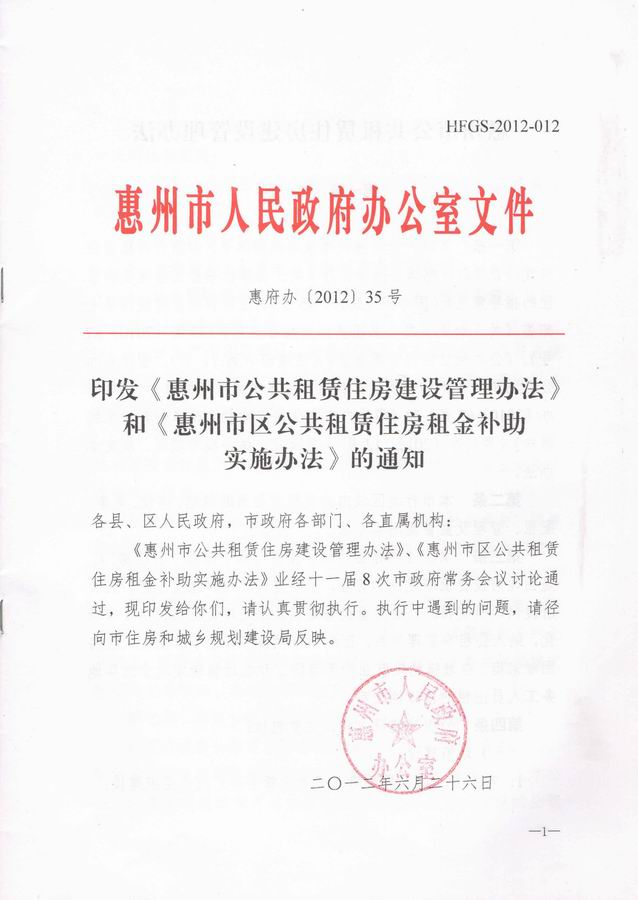 HFGS-2012-012
惠州市人民政府办公室文件
惠府办〔2012〕35号
印发《惠州市公共租赁住房建设管理办法》
和《惠州市区公共租赁住房租金补助
实施办法》的通知
各县、区人民政府，市政府各部门、各直属机构：
《惠州市公共租赁住房建设管理办法》、《惠州市区公共租赁
住房租金补助实施办法》业经十一届8次市政府常务会议讨论通
过，现印发给你们，请认真贯彻执行。执行中遇到的问题，请径
向市住房和城乡规划建设局反映。
惠州市人民政府
办公室
二〇一二年六月二十六日
—1—